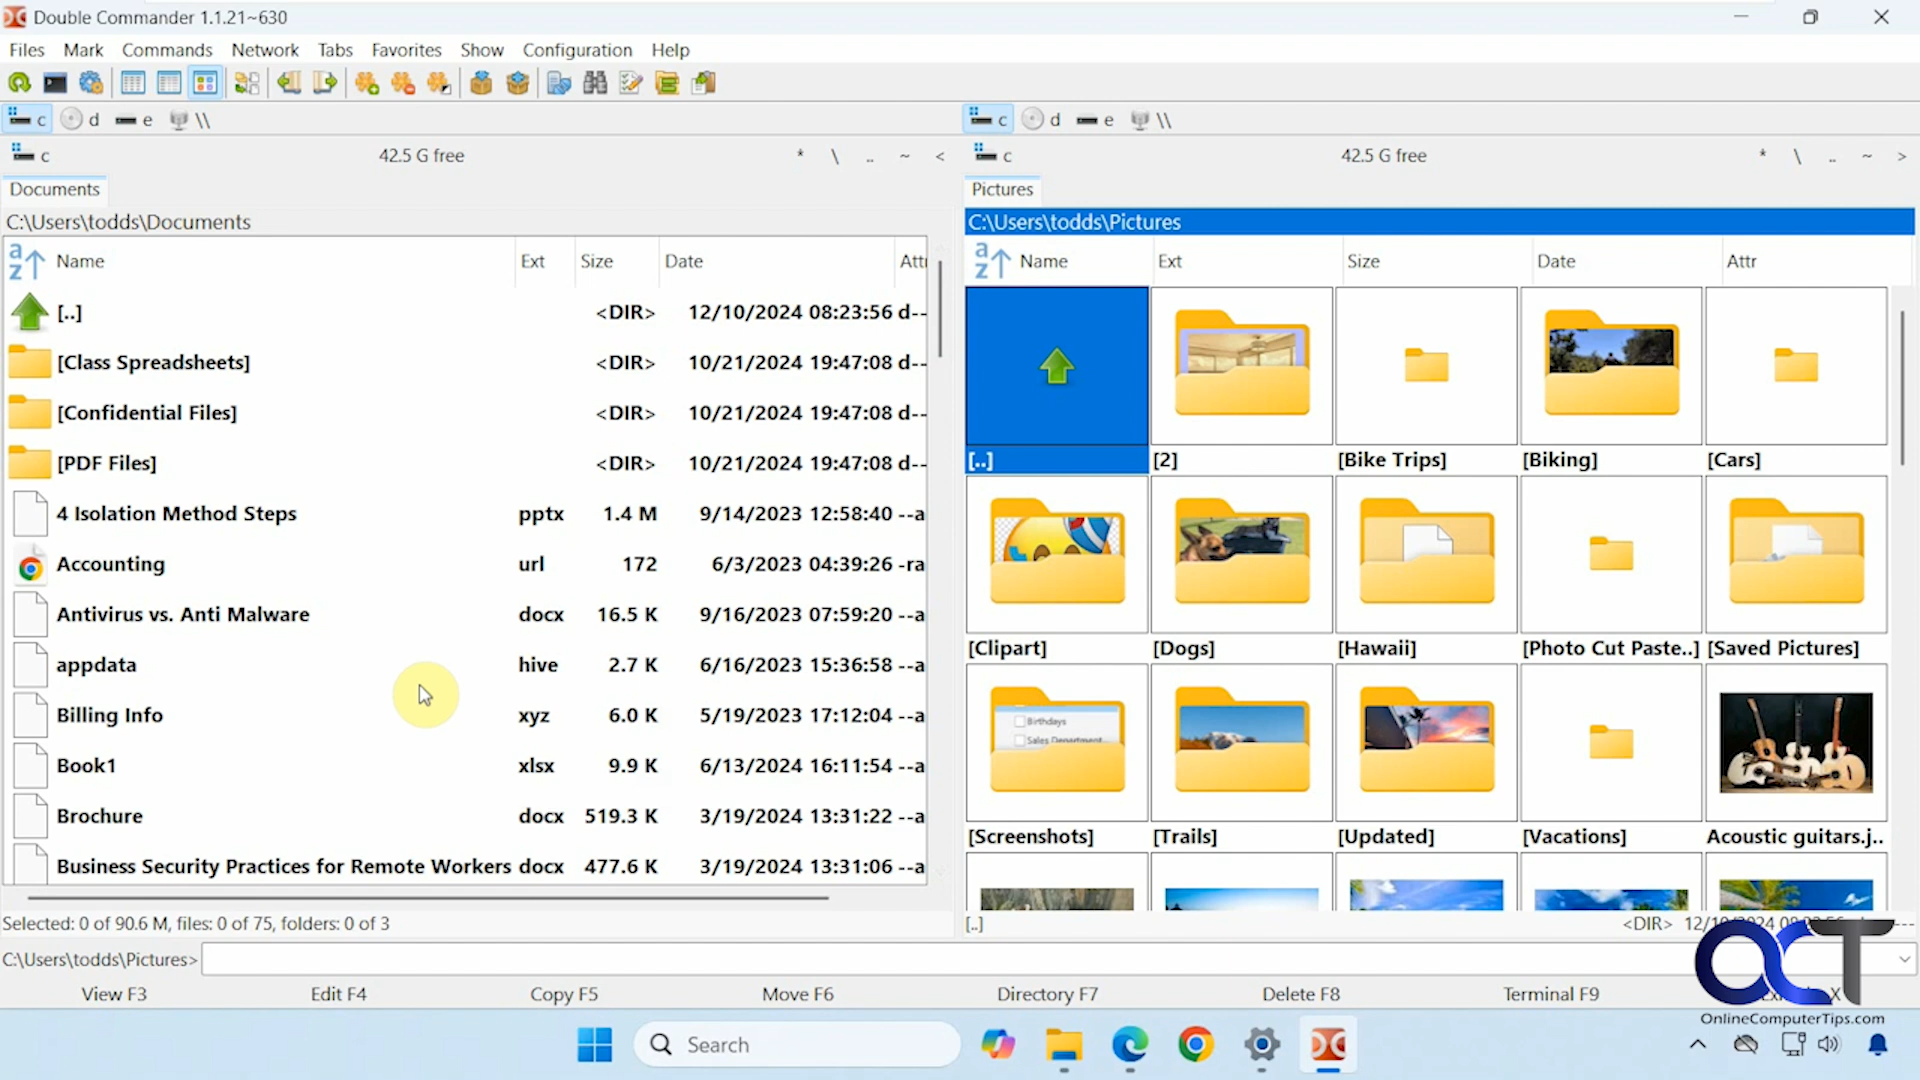 Double Commander 1.1.21~630
Files Mark Commands Network Tabs Favorites Show Configuration Help
c d e \\
c d e \\
c 42.5 G free * \ .. ~ <
c 42.5 G free * \ .. ~ >
Documents
C:\Users\todds\Documents
Name Ext Size Date Attr
[..] <DIR> 12/10/2024 08:23:56 d--
[Class Spreadsheets] <DIR> 10/21/2024 19:47:08 d--
[Confidential Files] <DIR> 10/21/2024 19:47:08 d--
[PDF Files] <DIR> 10/21/2024 19:47:08 d--
4 Isolation Method Steps pptx 1.4 M 9/14/2023 12:58:40 --a
Accounting url 172 6/3/2023 04:39:26 -ra
Antivirus vs. Anti Malware docx 16.5 K 9/16/2023 07:59:20 --a
appdata hive 2.7 K 6/16/2023 15:36:58 --a
Billing Info xyz 6.0 K 5/19/2023 17:12:04 --a
Book1 xlsx 9.9 K 6/13/2024 16:11:54 --a
Brochure docx 519.3 K 3/19/2024 13:31:22 --a
Business Security Practices for Remote Workers docx 477.6 K 3/19/2024 13:31:06 --a
Selected: 0 of 90.6 M, files: 0 of 75, folders: 0 of 3
Pictures
C:\Users\todds\Pictures
Name Ext Size Date Attr
[..] [2] [Bike Trips] [Biking] [Cars]
[Clipart] [Dogs] [Hawaii] [Photo Cut Paste..] [Saved Pictures]
Birthdays
Sales Department
[Screenshots] [Trails] [Updated] [Vacations] Acoustic guitars.j..
[..] <DIR>
C:\Users\todds\Pictures>
View F3 Edit F4 Copy F5 Move F6 Directory F7 Delete F8 Terminal F9
OCT
OnlineComputerTips.com
Search